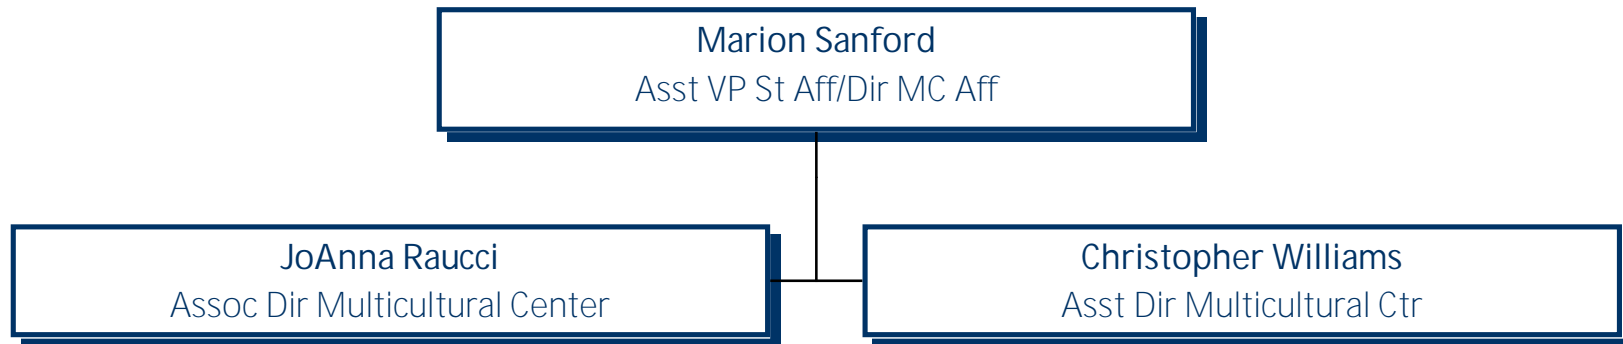 Marion Sanford
Asst VP St Aff/Dir MC Aff
JoAnna Raucci
Assoc Dir Multicultural Center
Christopher Williams
Asst Dir Multicultural Ctr